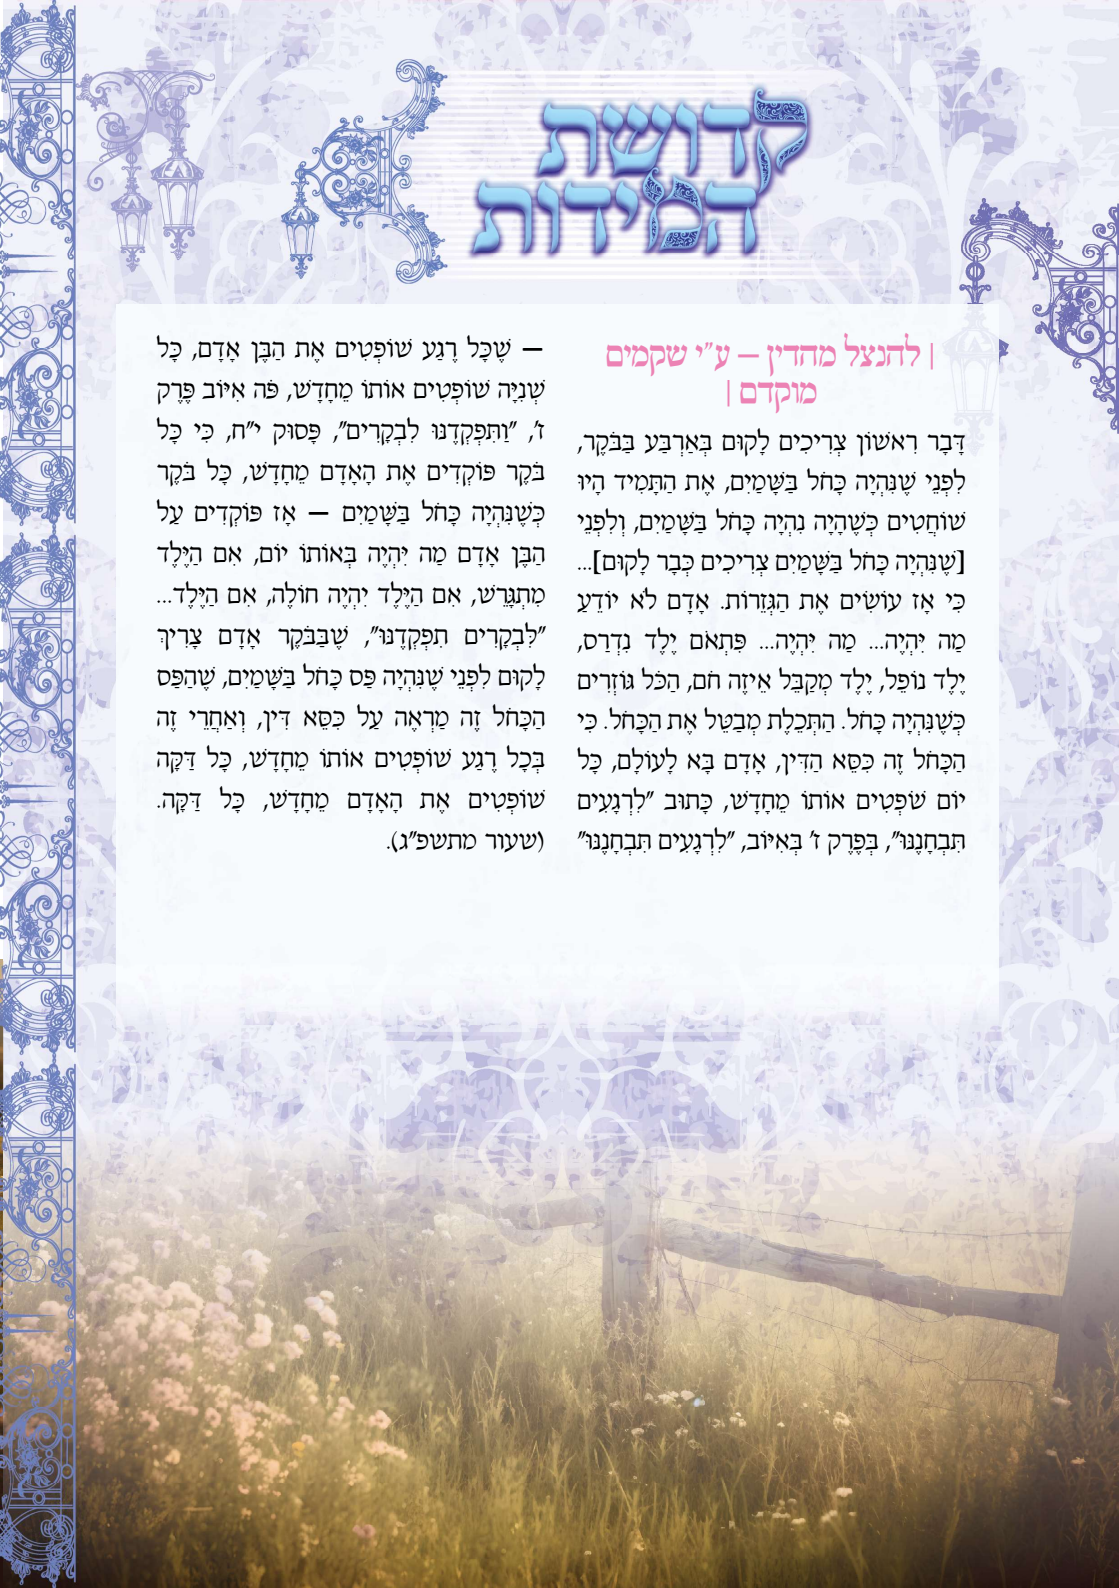 קדושת
המידות
| להנצל מהדין – ע"י שקמים
מוקדם |
דָּבָר רִאשׁוֹן צְרִיכִים לָקוּם בְּאַרְבַּע בַּבֹּקֶר,
לִפְנֵי שֶׁנִּהְיָה כָּחֹל בַּשָּׁמַיִם, אֶת הַתָּמִיד הָיוּ
שׁוֹחֲטִים כְּשֶׁהָיָה נִהְיָה כָּחֹל בַּשָּׁמַיִם, וְלִפְנֵי
[שֶׁנִּהְיָה כָּחֹל בַּשָּׁמַיִם צְרִיכִים כְּבָר לָקוּם]...
כִּי אָז עוֹשִׂים אֶת הַגְּזֵרוֹת. אָדָם לֹא יוֹדֵעַ
מַה יִּהְיֶה... מַה יִּהְיֶה... פִּתְאֹם יֶלֶד נִדְרַס,
יֶלֶד נוֹפֵל, יֶלֶד מְקַבֵּל אֵיזֶה חֹם, הַכֹּל גּוֹזְרִים
כְּשֶׁנִּהְיָה כָּחֹל. הַתְּכֵלֶת מְבַטֵּל אֶת הַכָּחֹל. כִּי
הַכָּחֹל זֶה כִּסֵּא הַדִּין, אָדָם בָּא לָעוֹלָם, כָּל
יוֹם שֹׁפְטִים אוֹתוֹ מֵחָדָשׁ, כָּתוּב "לִרְגָעִים
תִּבְחָנֶנּוּ", בְּפֶרֶק ז' בְּאִיּוֹב, "לִרְגָעִים תִּבְחָנֶנּוּ"
– שֶׁכָּל רֶגַע שׁוֹפְטִים אֶת הַבֶּן אָדָם, כָּל
שְׁנִיָּה שׁוֹפְטִים אוֹתוֹ מֵחָדָשׁ, פֹּה אִיּוֹב פֶּרֶק
ז', "וַתִּפְקְדֶנּוּ לִבְקָרִים", פָּסוּק י"ח, כִּי כָּל
בֹּקֶר פּוֹקְדִים אֶת הָאָדָם מֵחָדָשׁ, כָּל בֹּקֶר
כְּשֶׁנִּהְיָה כָּחֹל בַּשָּׁמַיִם – אָז פּוֹקְדִים עַל
הַבֶּן אָדָם מַה יִּהְיֶה בְּאוֹתוֹ יוֹם, אִם הַיֶּלֶד
מִתְגָּרֵשׁ, אִם הַיֶּלֶד יִהְיֶה חוֹלֶה, אִם הַיֶּלֶד...
"לִבְקָרִים תִּפְקְדֶנּוּ", שֶׁבַּבֹּקֶר אָדָם צָרִיךְ
לָקוּם לִפְנֵי שֶׁנִּהְיָה פַּס כָּחֹל בַּשָּׁמַיִם, שֶׁהַפַּס
הַכָּחֹל זֶה מַרְאֶה עַל כִּסֵּא דִּין, וְאַחֲרֵי זֶה
בְּכָל רֶגַע שׁוֹפְטִים אוֹתוֹ מֵחָדָשׁ, כָּל דַּקָּה
שׁוֹפְטִים אֶת הָאָדָם מֵחָדָשׁ, כָּל דַּקָּה.
(שעור מתשפ"ג).